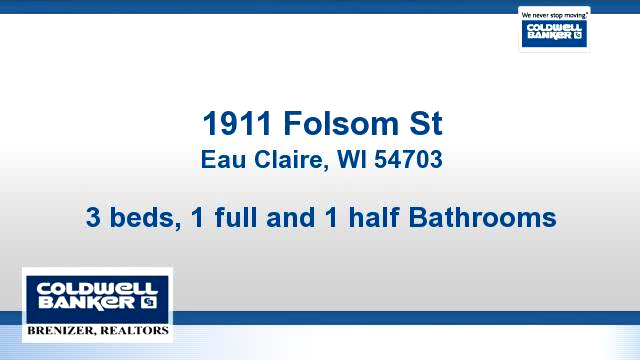 We never stop moving.®
COLDWELL
BANKER
1911 Folsom St
Eau Claire, WI 54703
3 beds, 1 full and 1 half Bathrooms
COLDWELL
BANKER
BRENIZER, REALTORS